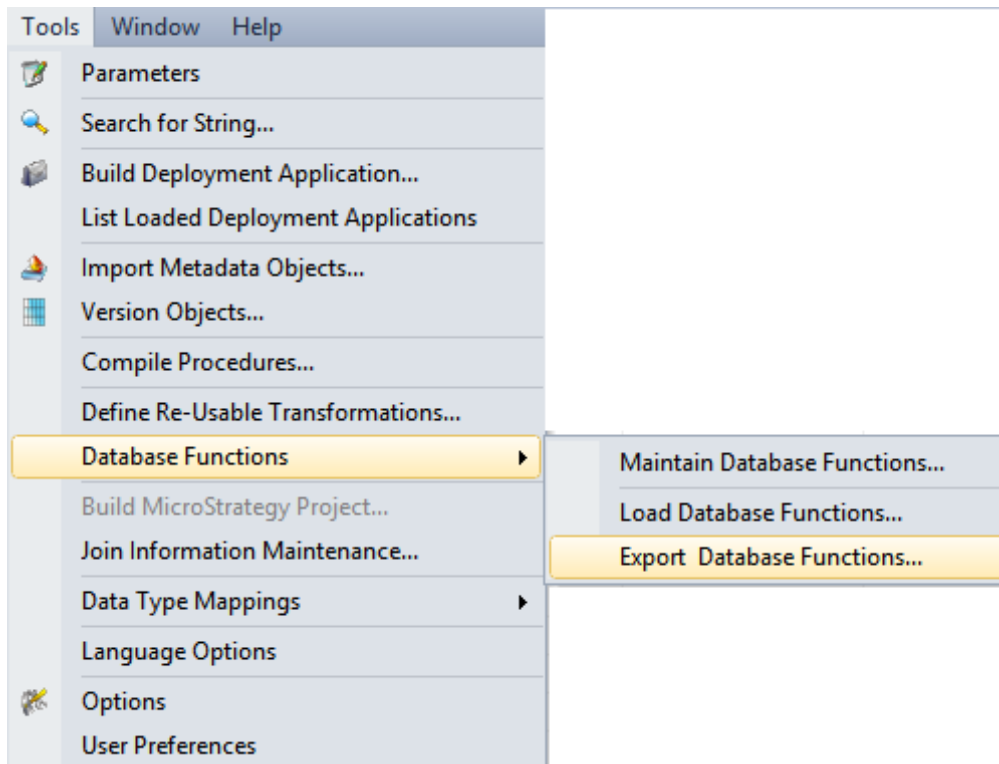 Tools Window Help
Parameters
Search for String...
Build Deployment Application...
List Loaded Deployment Applications
Import Metadata Objects...
Version Objects...
Compile Procedures...
Define Re-Usable Transformations...
Database Functions
Maintain Database Functions...
Load Database Functions...
Export  Database Functions...
Build MicroStrategy Project...
Join Information Maintenance...
Data Type Mappings
Language Options
Options
User Preferences